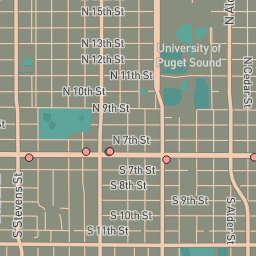 N 15th St
N Al
N 13th St
University of
Puget Sound
N 12th St
N 11th St
N Cedar St
N 10th St
N 9th St
N 7th St
S 7th St
S 8th St
S 9th St
S Stevens St
S Alder St
S 10th St
S 11th St